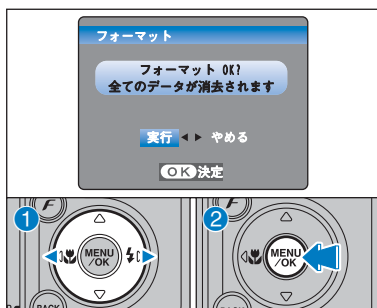 フォーマット
フォーマット OK?
全てのデータが消去されます
実行 やめる
OK 決定
1
F
MENU
/OK
BACK
2
F
MENU
/OK
BACK